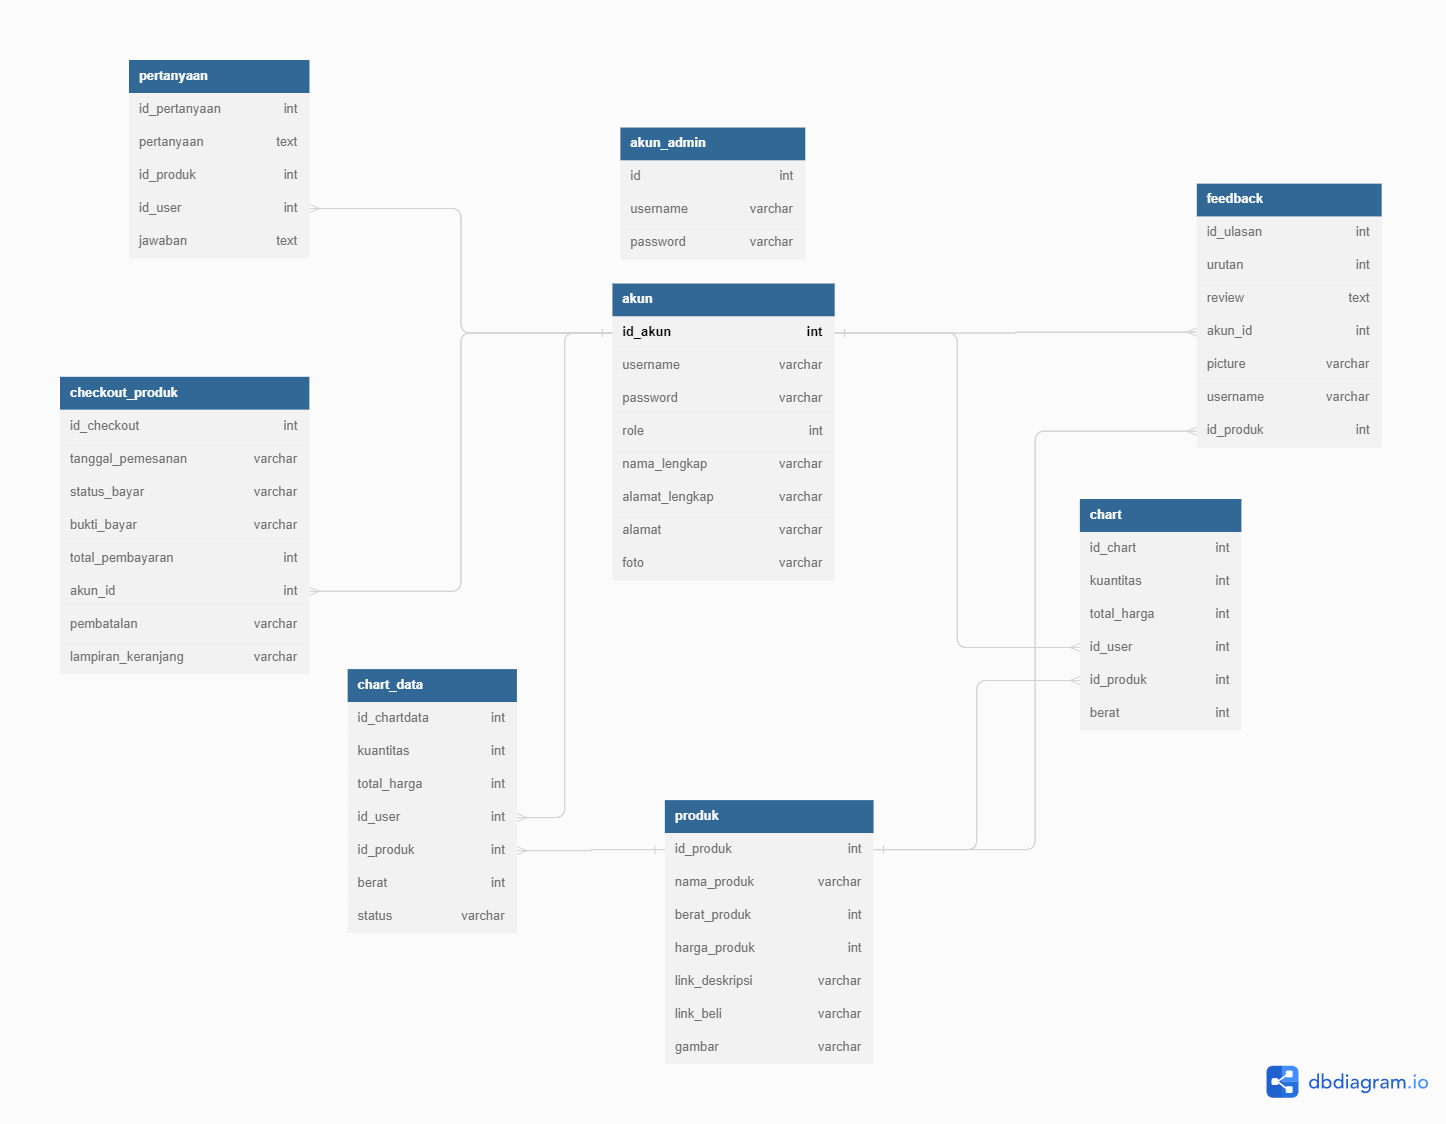 pertanyaan
id_pertanyaan int
pertanyaan text
id_produk int
id_user int
jawaban text
akun_admin
id int
username varchar
password varchar
feedback
id_ulasan int
urutan int
review text
akun_id int
picture varchar
username varchar
id_produk int
akun
id_akun int
username varchar
password varchar
role int
nama_lengkap varchar
alamat_lengkap varchar
alamat varchar
foto varchar
checkout_produk
id_checkout int
tanggal_pemesanan varchar
status_bayar varchar
bukti_bayar varchar
total_pembayaran int
akun_id int
pembatalan varchar
lampiran_keranjang varchar
chart
id_chart int
kuantitas int
total_harga int
id_user int
id_produk int
berat int
chart_data
id_chartdata int
kuantitas int
total_harga int
id_user int
id_produk int
berat int
status varchar
produk
id_produk int
nama_produk varchar
berat_produk int
harga_produk int
link_deskripsi varchar
link_beli varchar
gambar varchar
dbdiagram.io